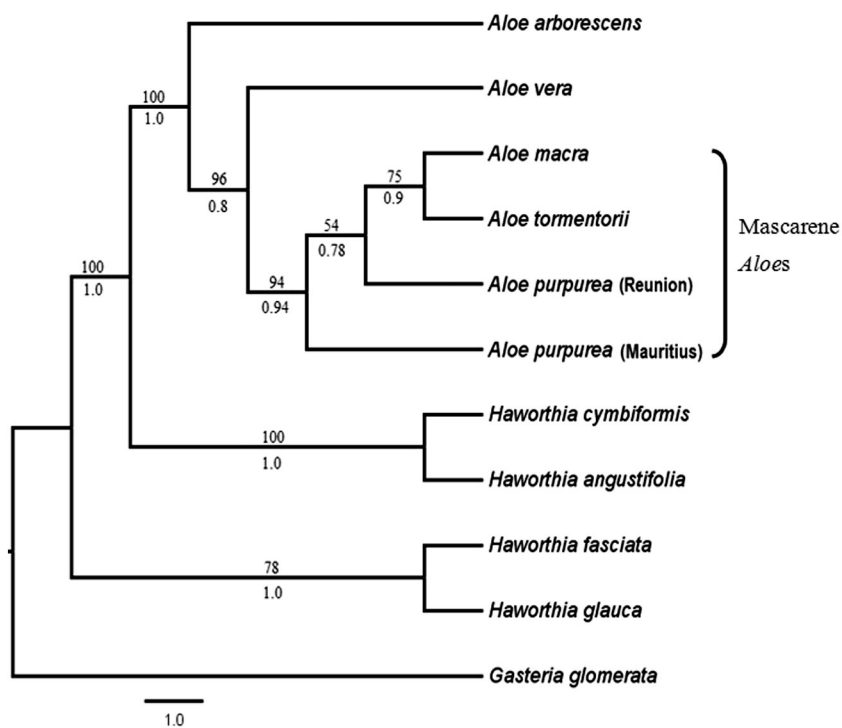 Aloe arborescens
100
1.0
Aloe vera
96
0.8
Aloe macra
75
0.9
Aloe tormentorii
54
0.78
Mascarene
Aloes
100
1.0
94
0.94
Aloe purpurea (Reunion)
Aloe purpurea (Mauritius)
Haworthia cymbiformis
100
1.0
Haworthia angustifolia
Haworthia fasciata
78
1.0
Haworthia glauca
Gasteria glomerata
1.0